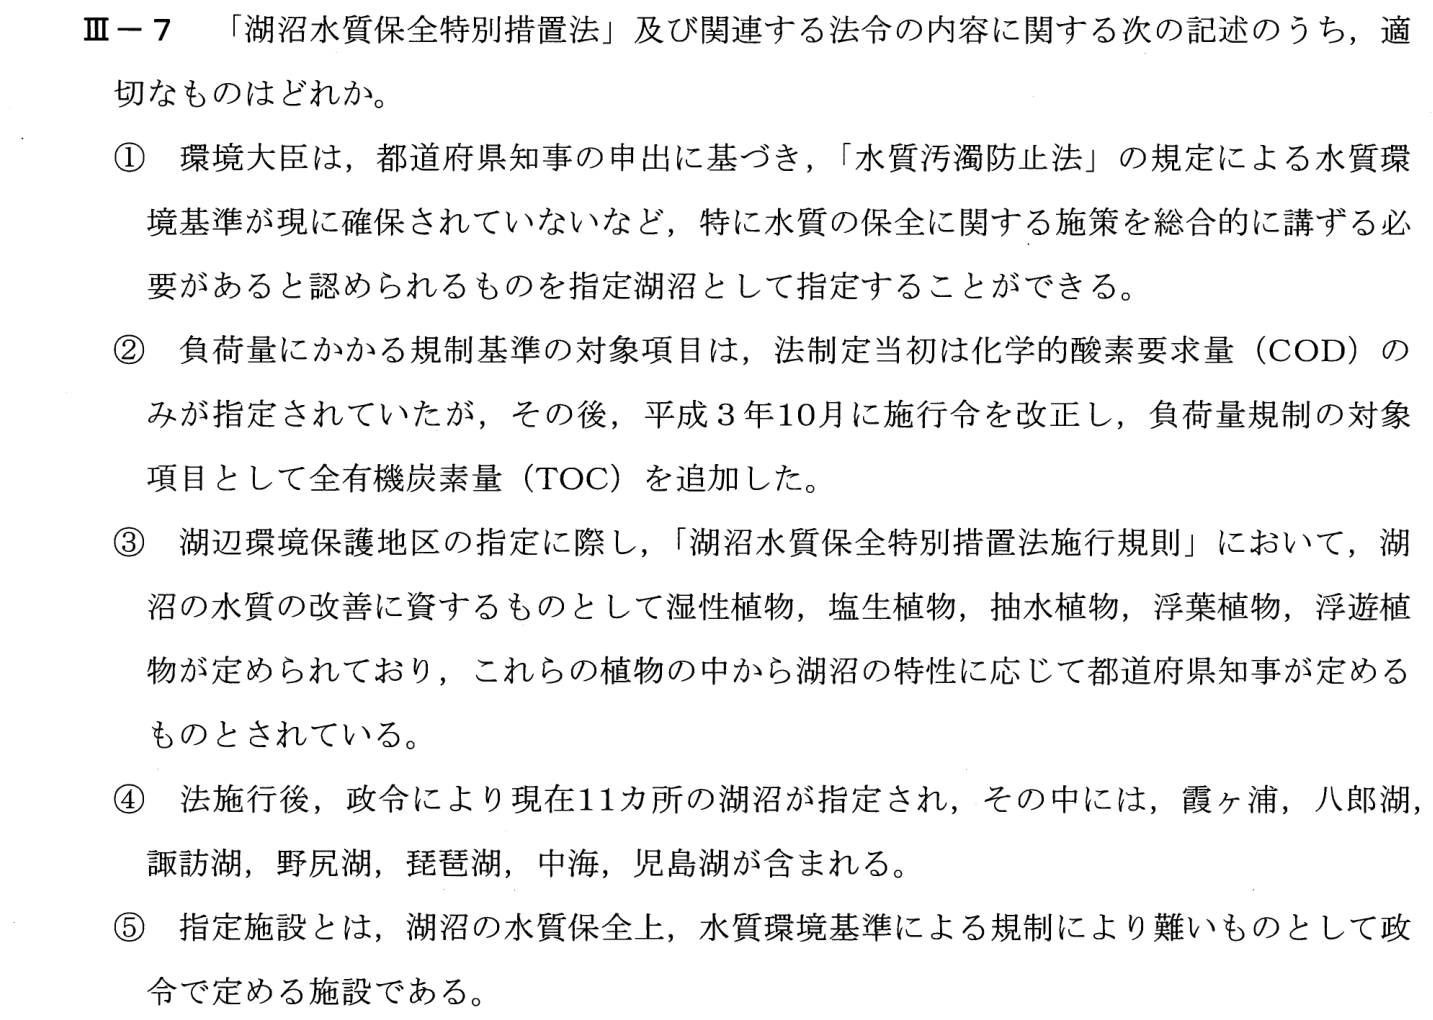 Ⅲ－７　「湖沼水質保全特別措置法」及び関連する法令の内容に関する次の記述のうち，適
切なものはどれか。
①　環境大臣は，都道府県知事の申出に基づき，「水質汚濁防止法」の規定による水質環
境基準が現に確保されていないなど，特に水質の保全に関する施策を総合的に講ずる必
要があると認められるものを指定湖沼として指定することができる。
②　負荷量にかかる規制基準の対象項目は，法制定当初は化学的酸素要求量（COD）の
みが指定されていたが，その後，平成３年10月に施行令を改正し，負荷量規制の対象
項目として全有機炭素量（TOC）を追加した。
③　湖辺環境保護地区の指定に際し，「湖沼水質保全特別措置法施行規則」において，湖
沼の水質の改善に資するものとして湿性植物，塩生植物，抽水植物，浮葉植物，浮遊植
物が定められており，これらの植物の中から湖沼の特性に応じて都道府県知事が定める
ものとされている。
④　法施行後，政令により現在11カ所の湖沼が指定され，その中には，霞ヶ浦，八郎湖，
諏訪湖，野尻湖，琵琶湖，中海，児島湖が含まれる。
⑤　指定施設とは，湖沼の水質保全上，水質環境基準による規制により難いものとして政
令で定める施設である。